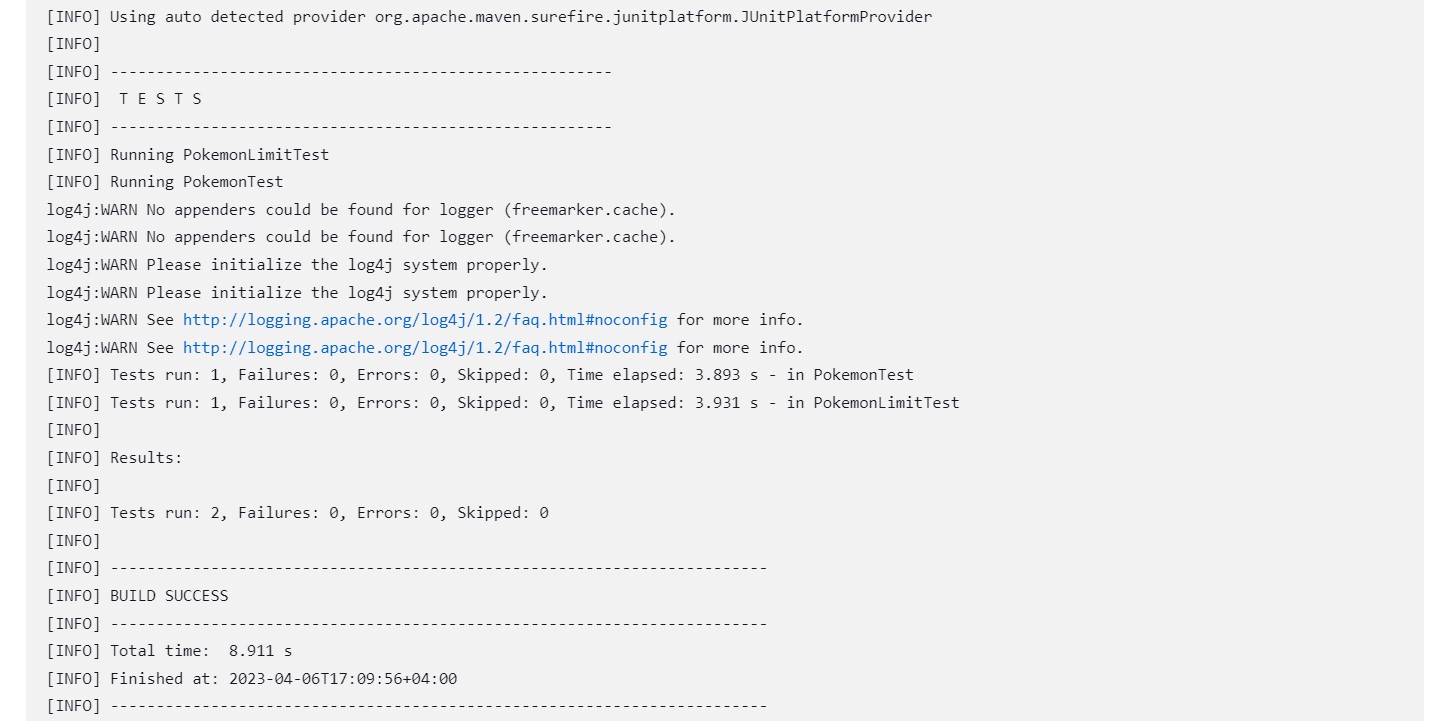 [INFO] Using auto detected provider org.apache.maven.surefire.junitplatform.JUnitPlatformProvider
[INFO]
[INFO] -------------------------------------------------------
[INFO]  T E S T S
[INFO] -------------------------------------------------------
[INFO] Running PokemonLimitTest
[INFO] Running PokemonTest
log4j:WARN No appenders could be found for logger (freemarker.cache).
log4j:WARN No appenders could be found for logger (freemarker.cache).
log4j:WARN Please initialize the log4j system properly.
log4j:WARN Please initialize the log4j system properly.
log4j:WARN See http://logging.apache.org/log4j/1.2/faq.html#noconfig for more info.
log4j:WARN See http://logging.apache.org/log4j/1.2/faq.html#noconfig for more info.
[INFO] Tests run: 1, Failures: 0, Errors: 0, Skipped: 0, Time elapsed: 3.893 s - in PokemonTest
[INFO] Tests run: 1, Failures: 0, Errors: 0, Skipped: 0, Time elapsed: 3.931 s - in PokemonLimitTest
[INFO]
[INFO] Results:
[INFO]
[INFO] Tests run: 2, Failures: 0, Errors: 0, Skipped: 0
[INFO]
[INFO] ------------------------------------------------------------------------
[INFO] BUILD SUCCESS
[INFO] ------------------------------------------------------------------------
[INFO] Total time:  8.911 s
[INFO] Finished at: 2023-04-06T17:09:56+04:00
[INFO] ------------------------------------------------------------------------